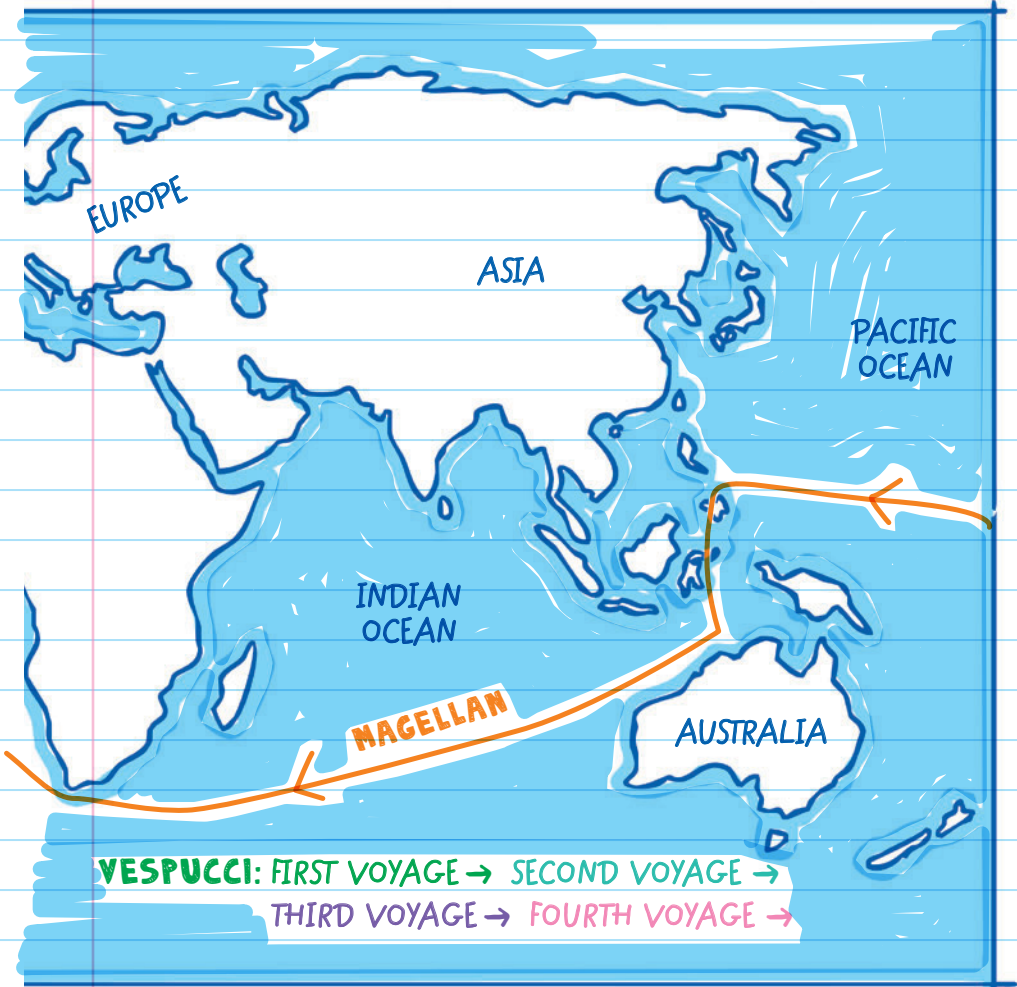 EUROPE
ASIA
PACIFIC
OCEAN
INDIAN
OCEAN
MAGELLAN
AUSTRALIA
VESPUCCI: FIRST VOYAGE → SECOND VOYAGE →
THIRD VOYAGE → FOURTH VOYAGE →